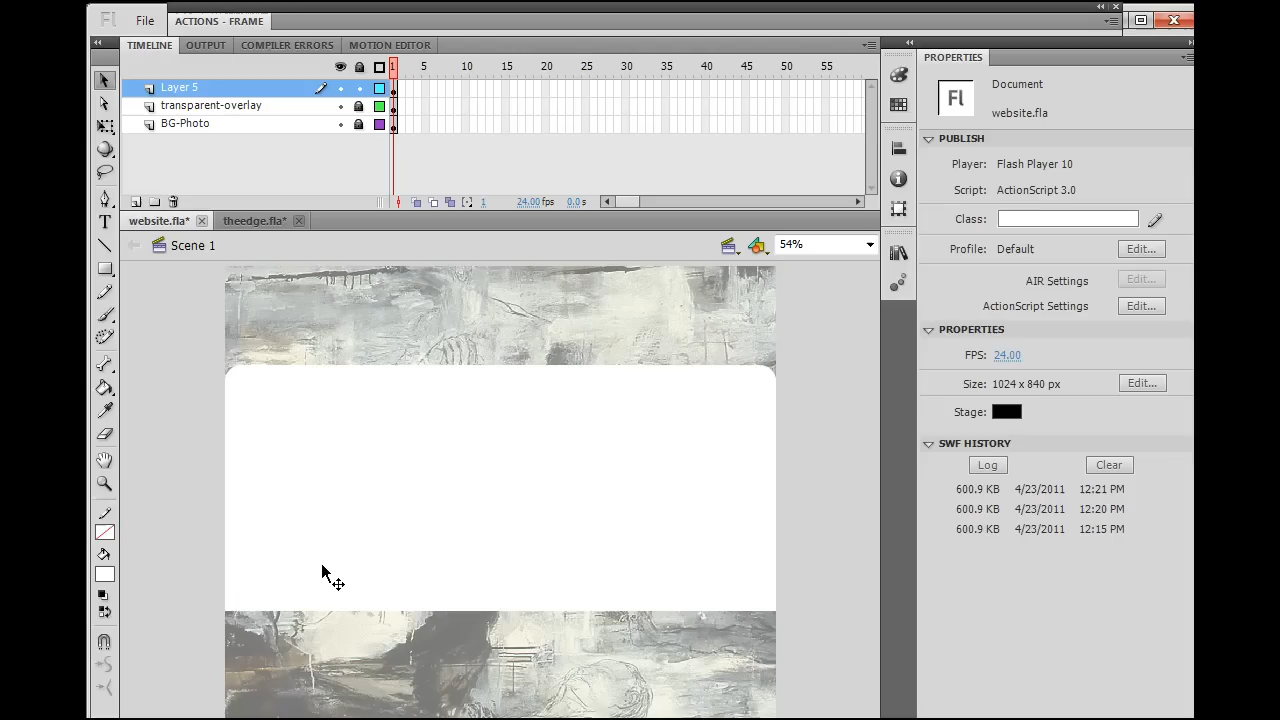 Fl File ACTIONS - FRAME
TIMELINE OUTPUT COMPILER ERRORS MOTION EDITOR
1 5 10 15 20 25 30 35 40 45 50 55
Layer 5
transparent-overlay
BG-Photo
1 24.00 fps 0.0 s
website.fla* theedge.fla*
Scene 1 54%
PROPERTIES
Fl Document
website.fla
PUBLISH
Player: Flash Player 10
Script: ActionScript 3.0
Class:
Profile: Default Edit...
AIR Settings Edit...
ActionScript Settings Edit...
PROPERTIES
FPS: 24.00
Size: 1024 x 840 px Edit...
Stage:
SWF HISTORY
Log Clear
600.9 KB 4/23/2011 12:21 PM
600.9 KB 4/23/2011 12:20 PM
600.9 KB 4/23/2011 12:15 PM